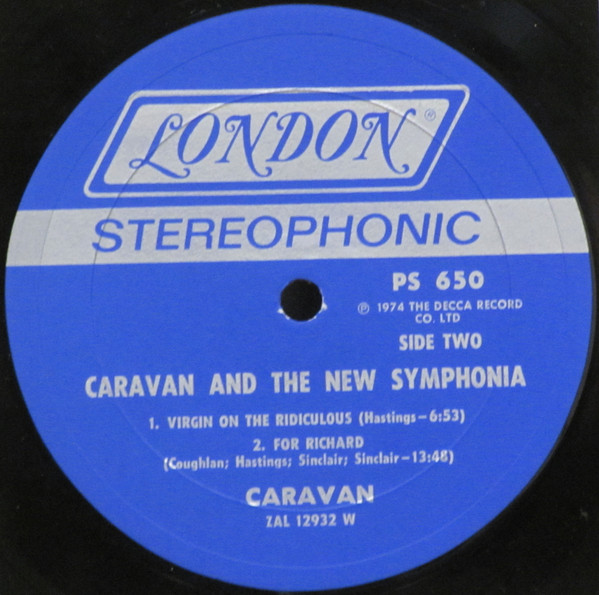 LONDON ®
STEREOPHONIC
PS 650
℗ 1974 THE DECCA RECORD
CO. LTD
SIDE TWO
CARAVAN AND THE NEW SYMPHONIA
1. VIRGIN ON THE RIDICULOUS (Hastings–6:53)
2. FOR RICHARD
(Coughlan; Hastings; Sinclair; Sinclair–13:48)
CARAVAN
ZAL 12932 W